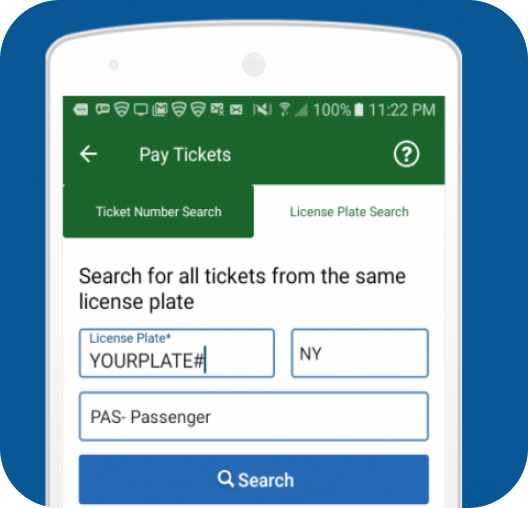 100% 11:22 PM
Pay Tickets
?
Ticket Number Search
License Plate Search
Search for all tickets from the same
license plate
License Plate*
YOURPLATE#
NY
PAS- Passenger
Search